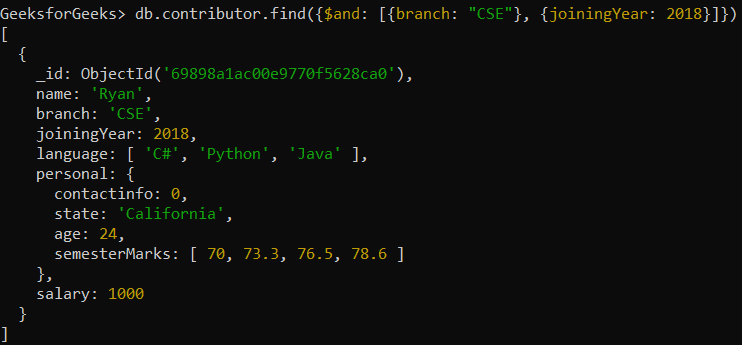 GeeksforGeeks> db.contributor.find({$and: [{branch: "CSE"}, {joiningYear: 2018}]})
[
  {
    _id: ObjectId('69898a1ac00e9770f5628ca0'),
    name: 'Ryan',
    branch: 'CSE',
    joiningYear: 2018,
    language: [ 'C#', 'Python', 'Java' ],
    personal: {
      contactinfo: 0,
      state: 'California',
      age: 24,
      semesterMarks: [ 70, 73.3, 76.5, 78.6 ]
    },
    salary: 1000
  }
]